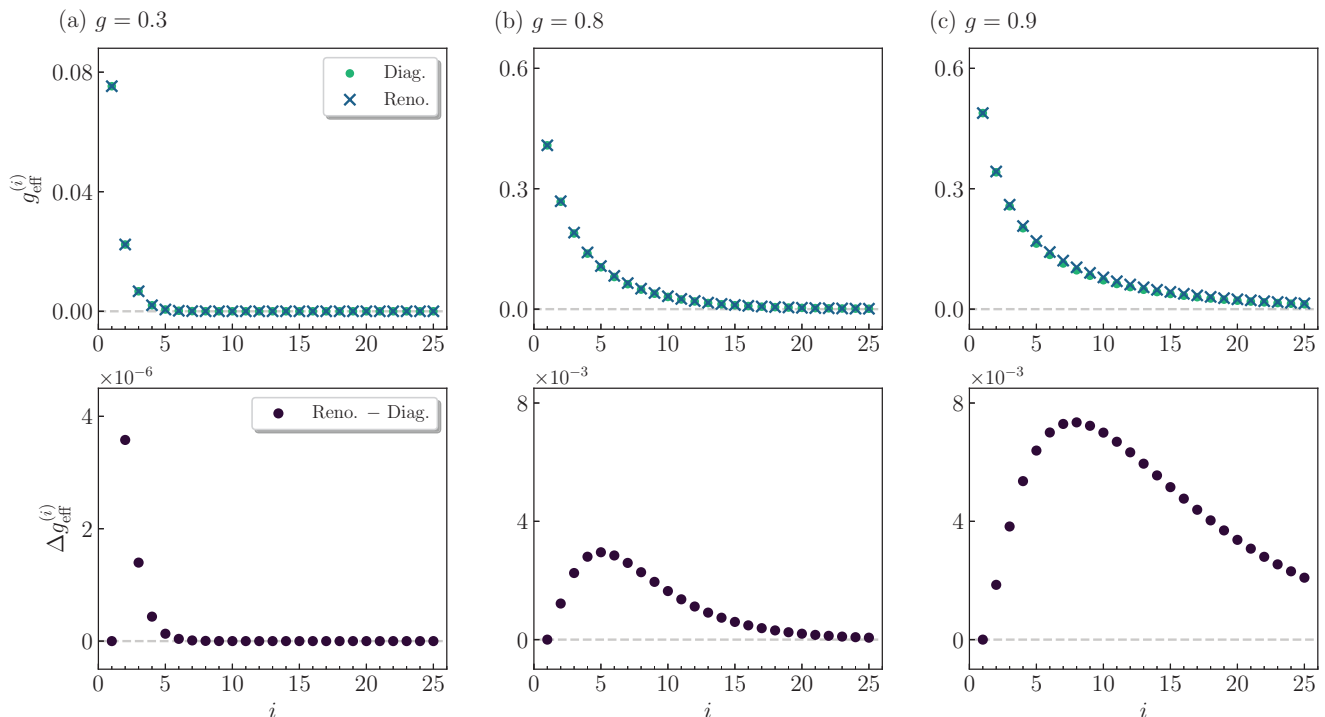 (a) g = 0.3
(b) g = 0.8
(c) g = 0.9
g_eff^(i)
0.08
0.04
0.00
Diag.
Reno.
0 5 10 15 20 25
0.6
0.3
0.0
0 5 10 15 20 25
0.6
0.3
0.0
0 5 10 15 20 25
Δg_eff^(i)
×10⁻⁶
4
2
0
Reno. − Diag.
0 5 10 15 20 25
i
×10⁻³
8
4
0
0 5 10 15 20 25
i
×10⁻³
8
4
0
0 5 10 15 20 25
i